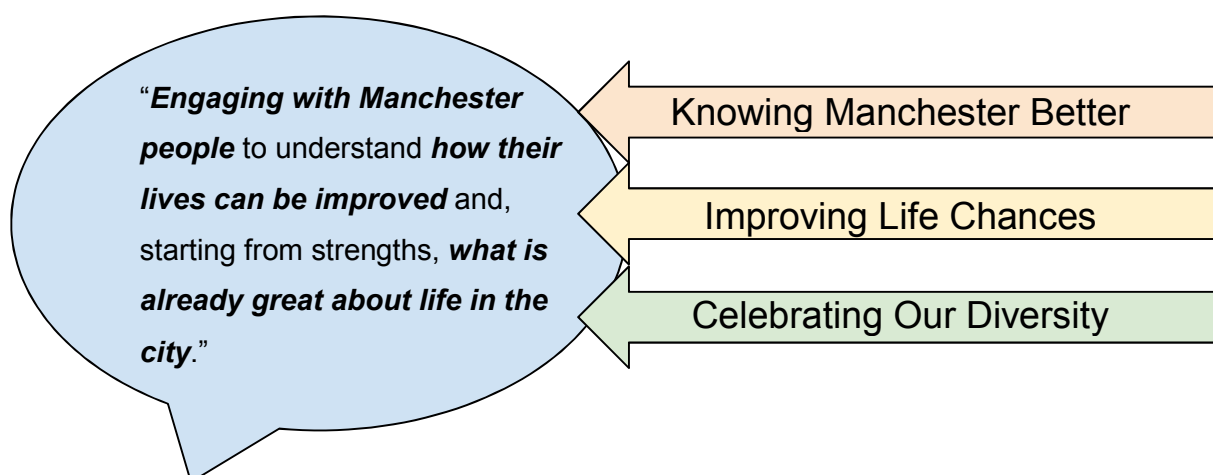 “Engaging with Manchester
people to understand how their
lives can be improved and,
starting from strengths, what is
already great about life in the
city.”
Knowing Manchester Better
Improving Life Chances
Celebrating Our Diversity